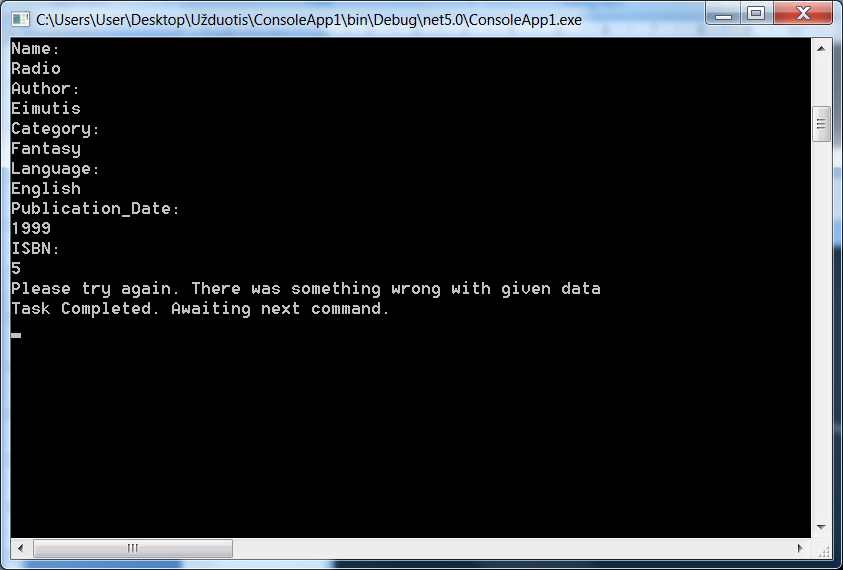 C:\Users\User\Desktop\Užduotis\ConsoleApp1\bin\Debug\net5.0\ConsoleApp1.exe
Name:
Radio
Author:
Eimutis
Category:
Fantasy
Language:
English
Publication_Date:
1999
ISBN:
5
Please try again. There was something wrong with given data
Task Completed. Awaiting next command.